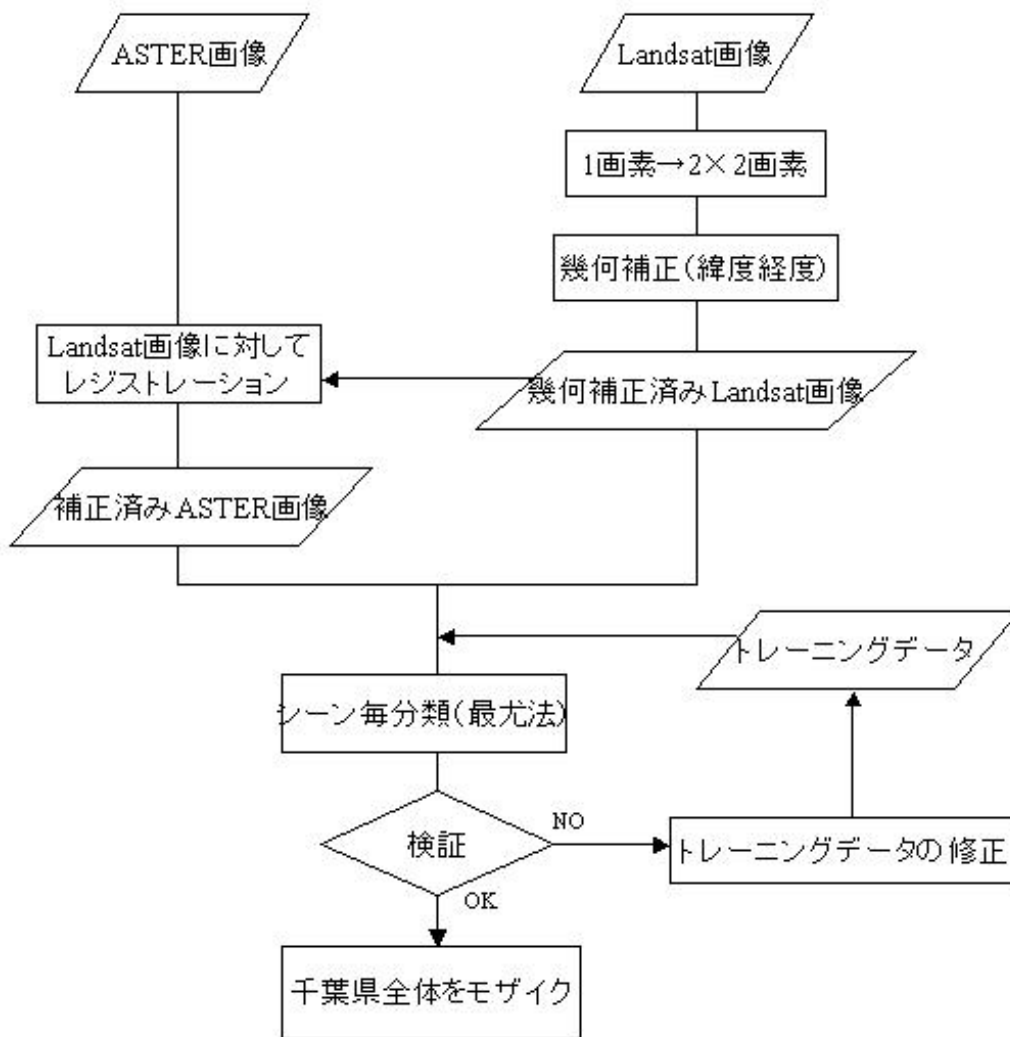 ASTER画像
Landsat画像
1画素→2×2画素
幾何補正(緯度経度)
Landsat画像に対して
レジストレーション
幾何補正済みLandsat画像
補正済みASTER画像
トレーニングデータ
シーン毎分類(最尤法)
検証
NO
トレーニングデータの修正
OK
千葉県全体をモザイク